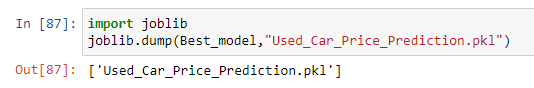 In [87]: import joblib
joblib.dump(Best_model,"Used_Car_Price_Prediction.pkl")
Out[87]: ['Used_Car_Price_Prediction.pkl']